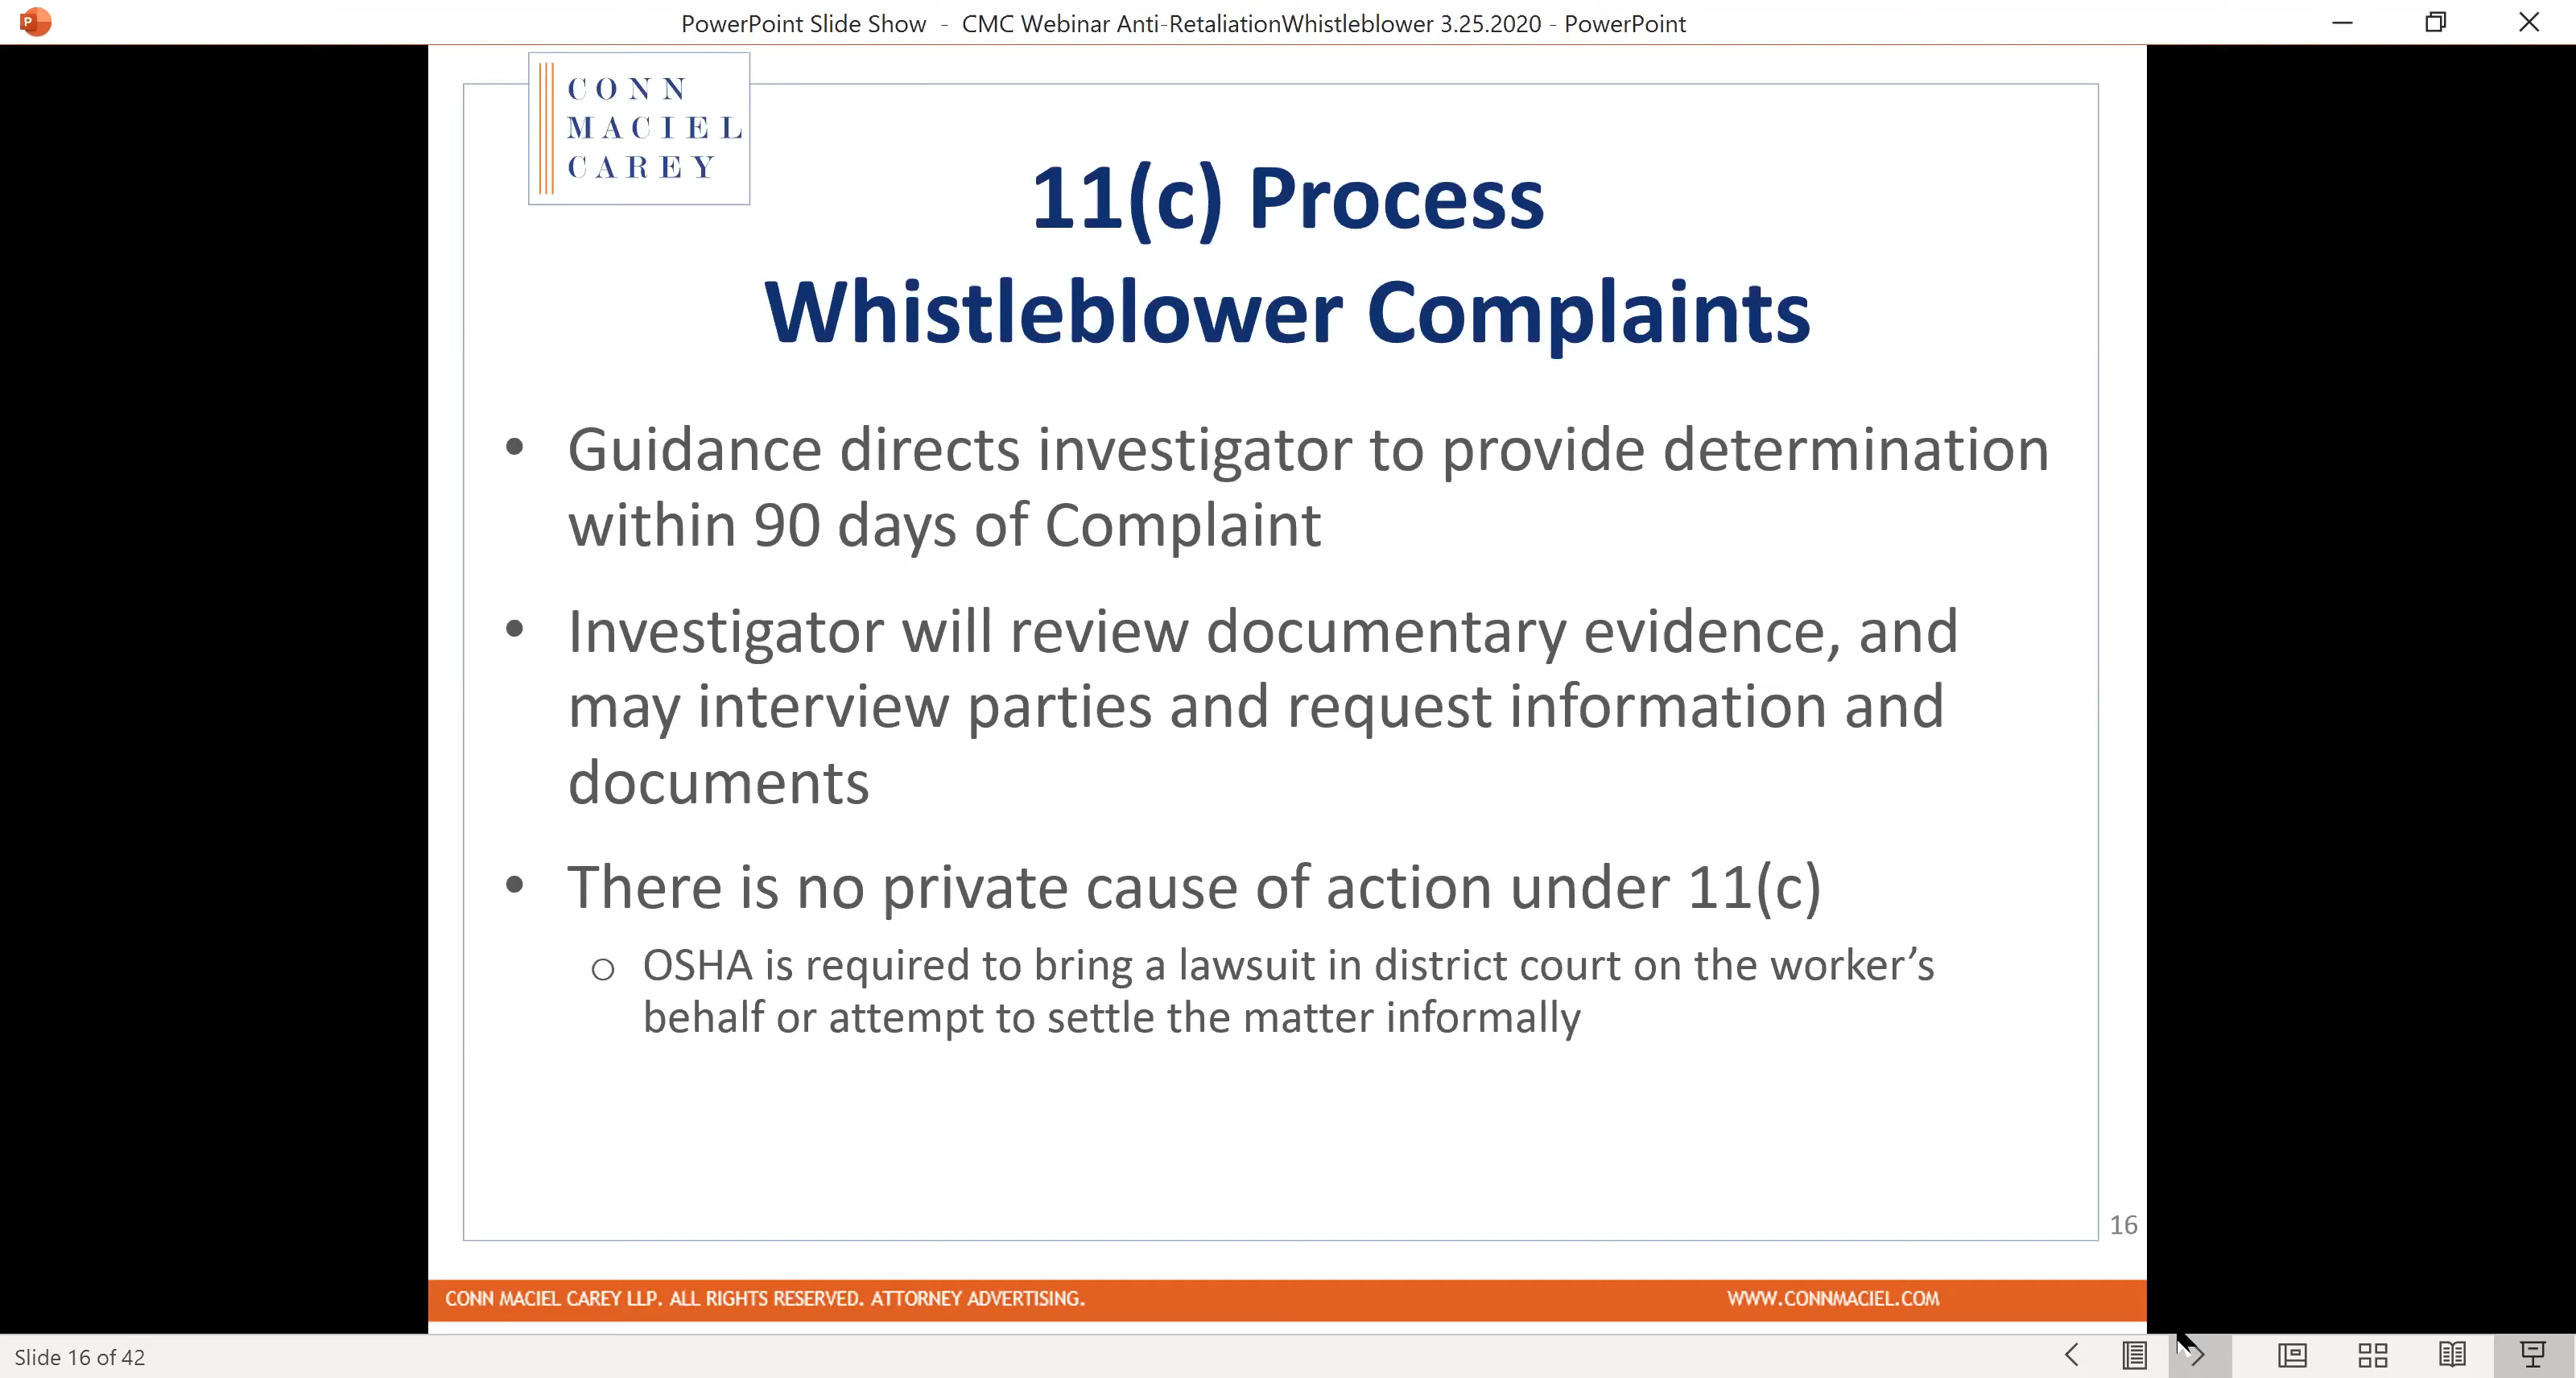 PowerPoint Slide Show - CMC Webinar Anti-RetaliationWhistleblower 3.25.2020 - PowerPoint
CONN
MACIEL
CAREY
11(c) Process
Whistleblower Complaints
• Guidance directs investigator to provide determination
within 90 days of Complaint
• Investigator will review documentary evidence, and
may interview parties and request information and
documents
• There is no private cause of action under 11(c)
o OSHA is required to bring a lawsuit in district court on the worker’s
behalf or attempt to settle the matter informally
16
CONN MACIEL CAREY LLP. ALL RIGHTS RESERVED. ATTORNEY ADVERTISING. WWW.CONNMACIEL.COM
Slide 16 of 42